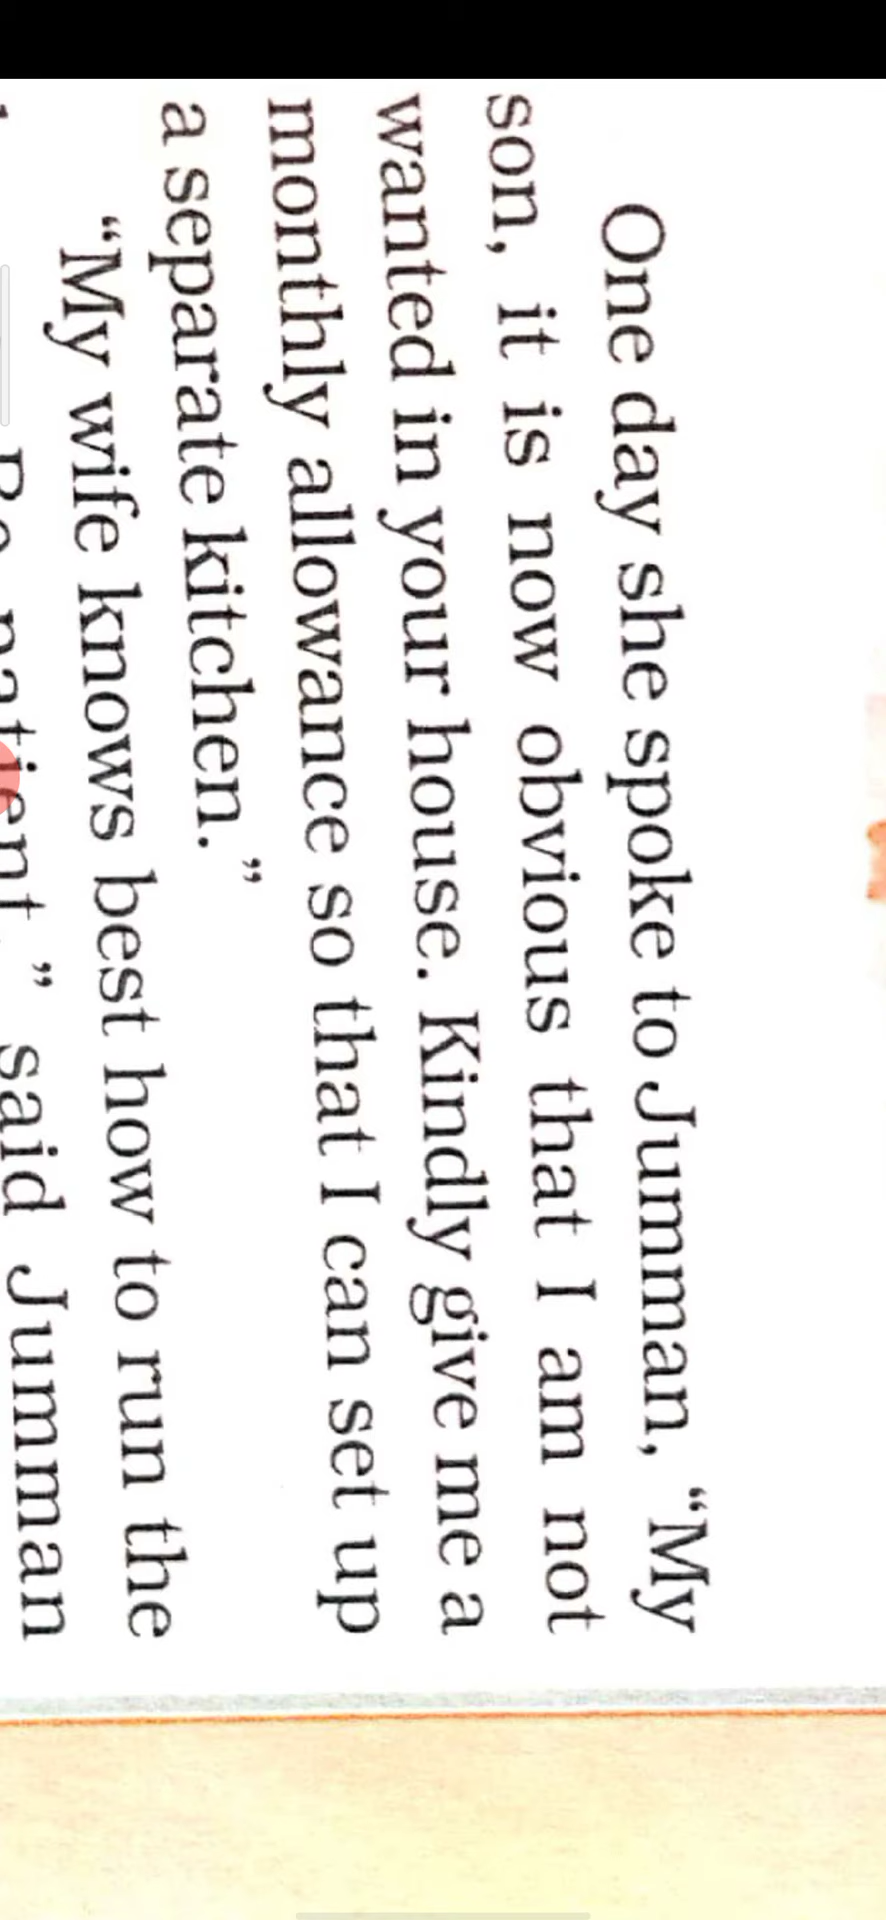 One day she spoke to Jumman, “My
son, it is now obvious that I am not
wanted in your house. Kindly give me a
monthly allowance so that I can set up
a separate kitchen.”
“My wife knows best how to run the
patient,” said Jumman